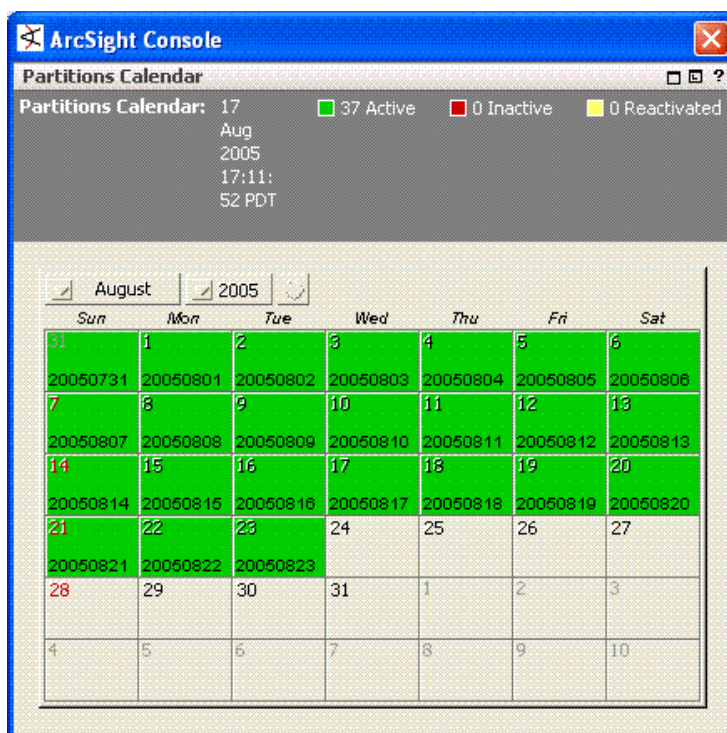 ArcSight Console
Partitions Calendar
?
Partitions Calendar: 17 Aug 2005 17:11: 52 PDT 37 Active 0 Inactive 0 Reactivated
August 2005
Sun Mon Tue Wed Thu Fri Sat
31 1 2 3 4 5 6
20050731 20050801 20050802 20050803 20050804 20050805 20050806
7 8 9 10 11 12 13
20050807 20050808 20050809 20050810 20050811 20050812 20050813
14 15 16 17 18 19 20
20050814 20050815 20050816 20050817 20050818 20050819 20050820
21 22 23 24 25 26 27
20050821 20050822 20050823
28 29 30 31 1 2 3
4 5 6 7 8 9 10